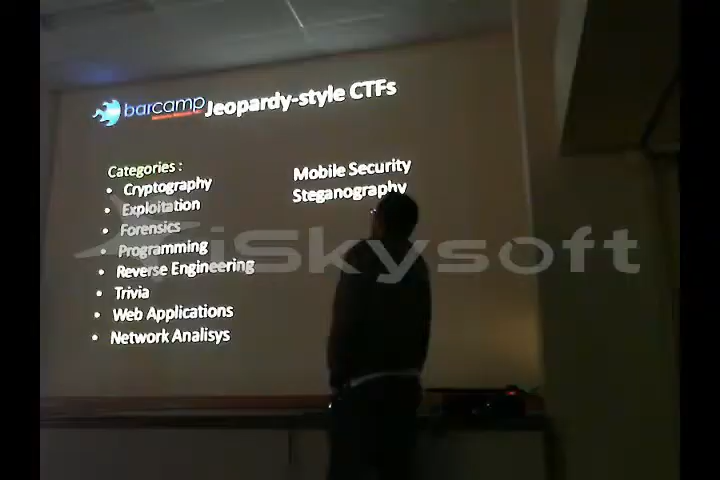 barcamp Jeopardy-style CTFs
Categories :
• Cryptography
• Exploitation
• Forensics
• Programming
• Reverse Engineering
• Trivia
• Web Applications
• Network Analisys
Mobile Security
Steganography
iSkysoft